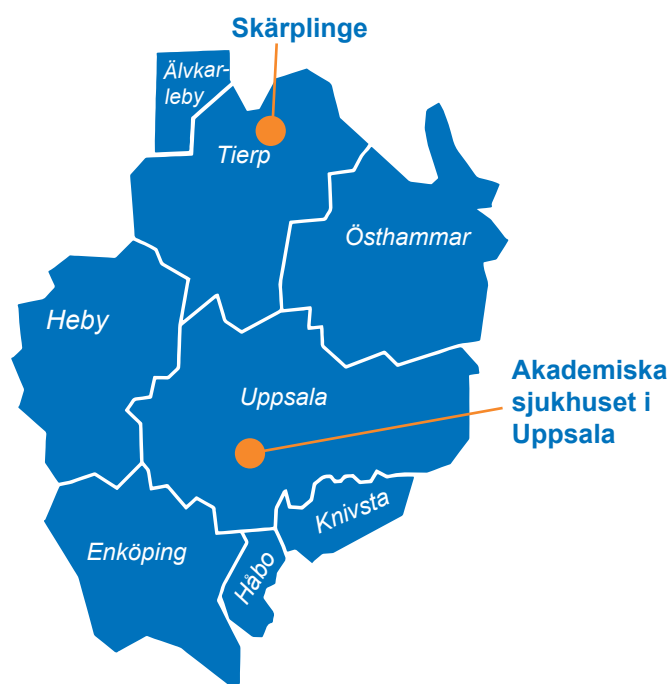 Skärplinge
Älvkar-
leby
Tierp
Östhammar
Heby
Akademiska
sjukhuset i
Uppsala
Uppsala
Knivsta
Enköping
Håbo